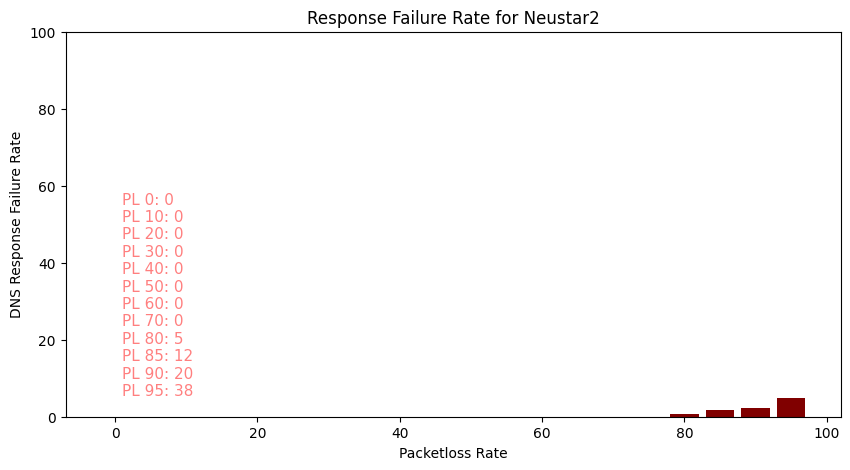 Response Failure Rate for Neustar2
100
80
60
40
20
0
DNS Response Failure Rate
PL 0: 0
PL 10: 0
PL 20: 0
PL 30: 0
PL 40: 0
PL 50: 0
PL 60: 0
PL 70: 0
PL 80: 5
PL 85: 12
PL 90: 20
PL 95: 38
0 20 40 60 80 100
Packetloss Rate